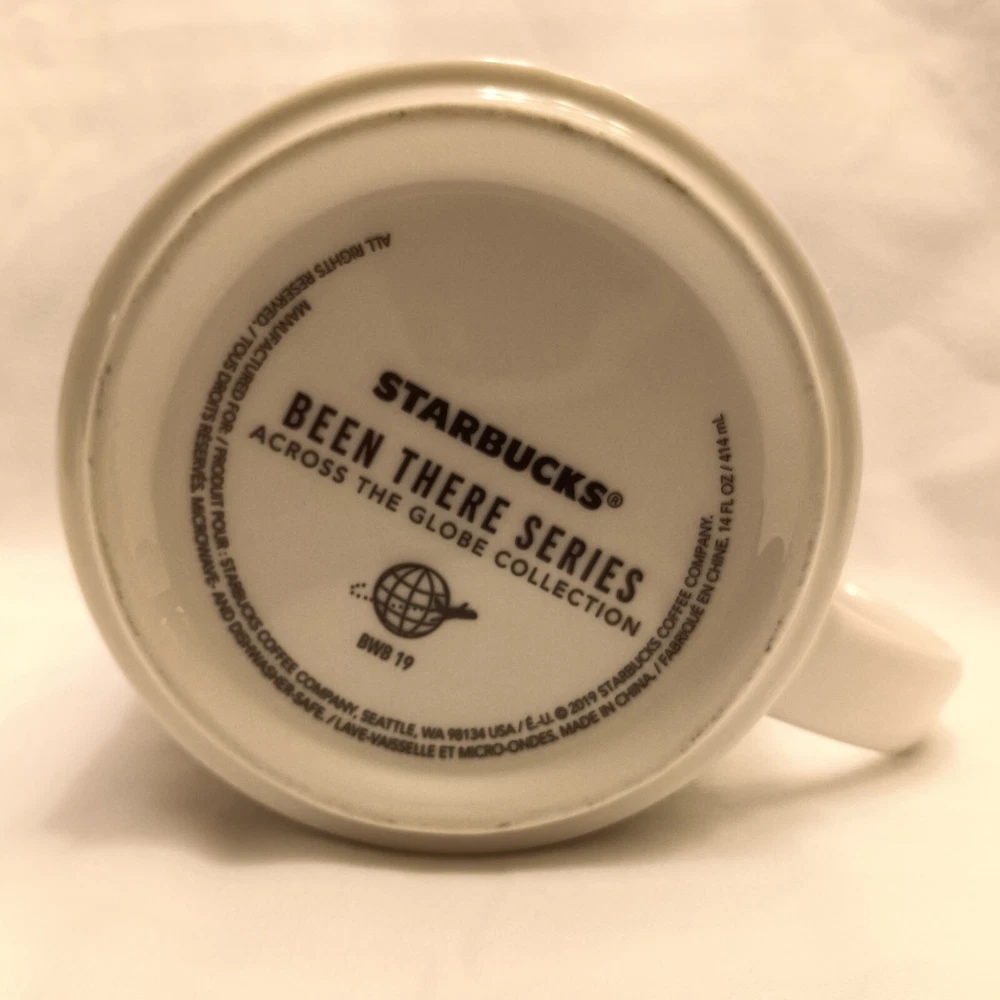 STARBUCKS®
BEEN THERE SERIES
ACROSS THE GLOBE COLLECTION
BWB 19
MANUFACTURED FOR: / PRODUIT POUR : STARBUCKS COFFEE COMPANY, SEATTLE, WA 98134 USA / É.-U. © 2019 STARBUCKS COFFEE COMPANY.
ALL RIGHTS RESERVED. / TOUS DROITS RÉSERVÉS. MICROWAVE- AND DISHWASHER-SAFE. / LAVE-VAISSELLE ET MICRO-ONDES. MADE IN CHINA. / FABRIQUÉ EN CHINE. 14 FL OZ / 414 mL